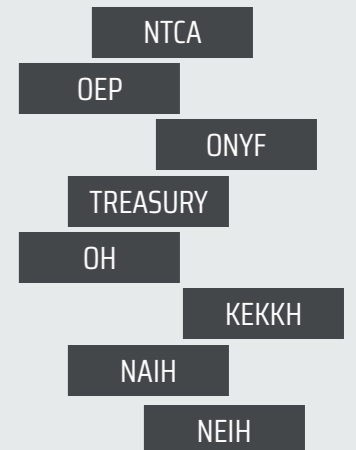 NTCA
OEP
ONYF
TREASURY
OH
KEKKH
NAIH
NEIH